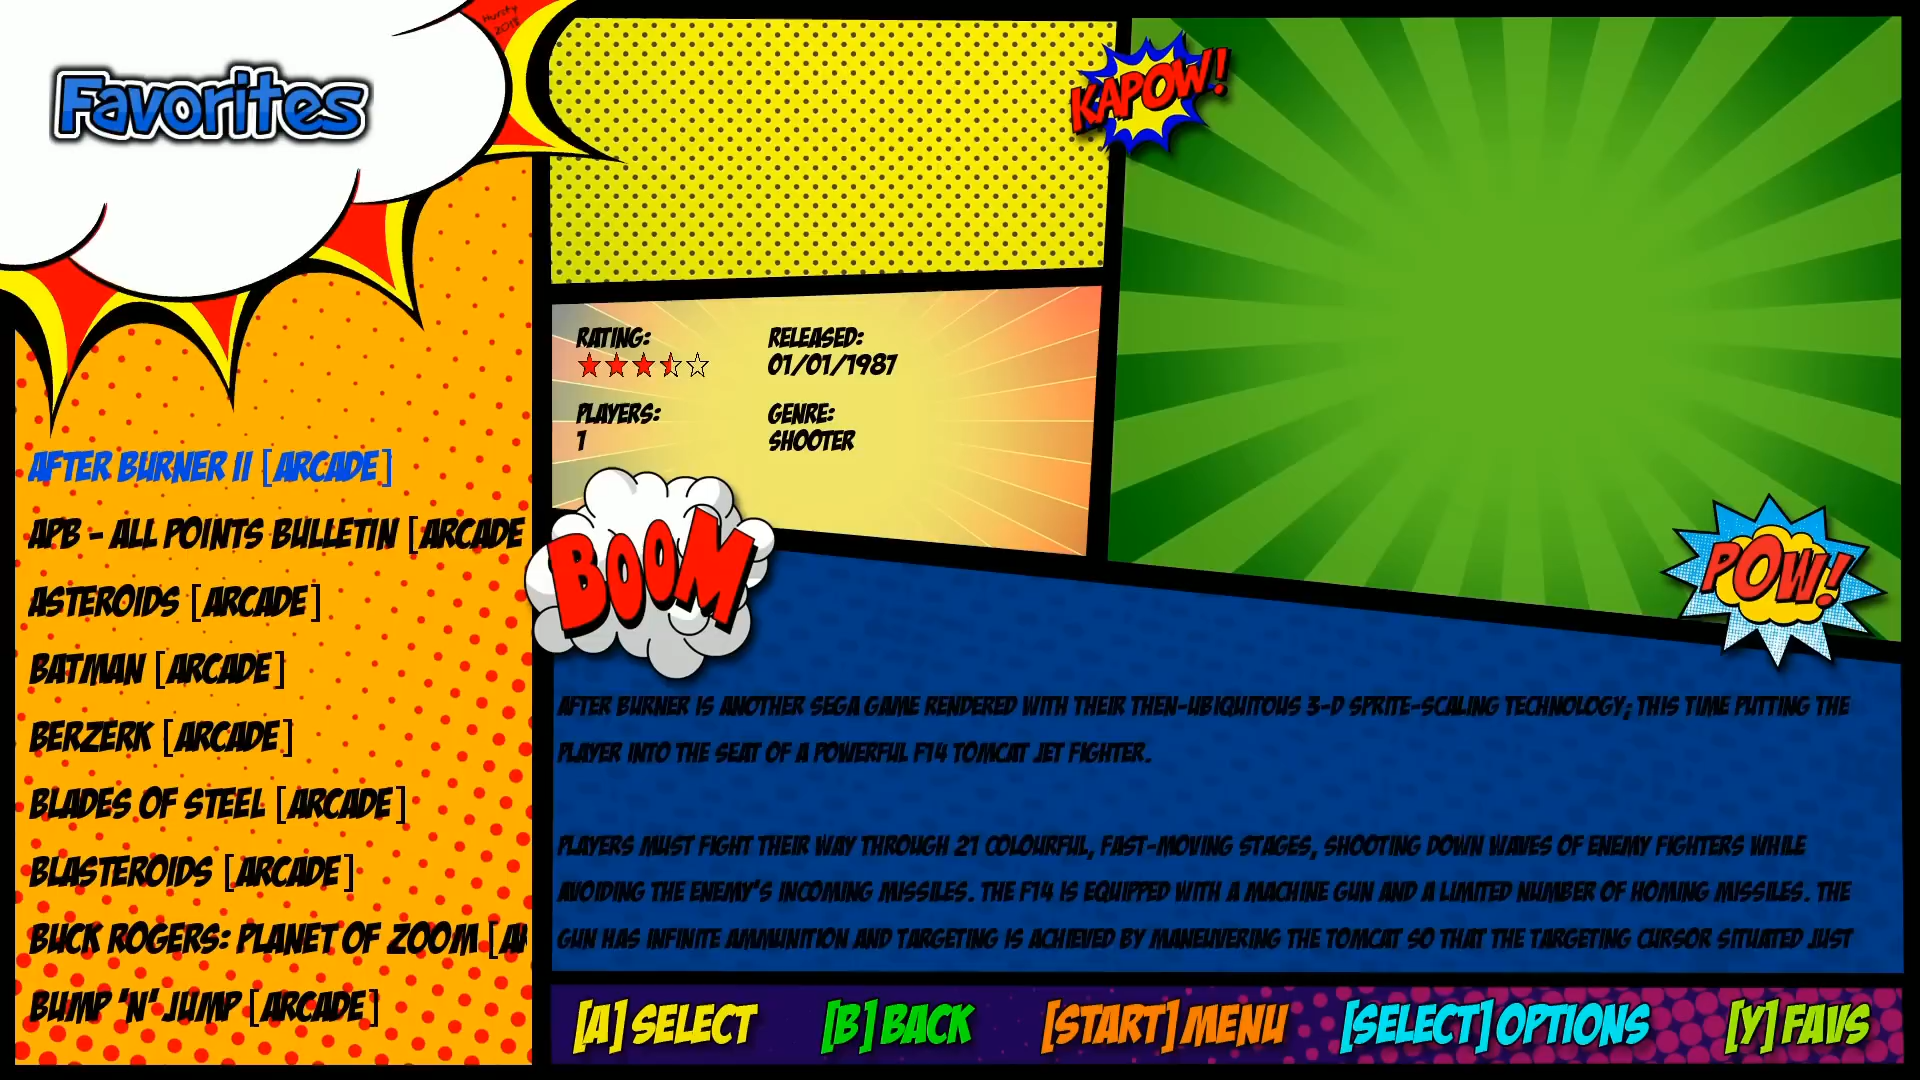 Hursty
2018
Favorites
KAPOW!
RATING:
RELEASED:
01/01/1987
PLAYERS:
1
GENRE:
SHOOTER
AFTER BURNER II [ARCADE]
APB - ALL POINTS BULLETIN [ARCADE
ASTEROIDS [ARCADE]
BATMAN [ARCADE]
BERZERK [ARCADE]
BLADES OF STEEL [ARCADE]
BLASTEROIDS [ARCADE]
BUCK ROGERS: PLANET OF ZOOM [AR
BUMP 'N' JUMP [ARCADE]
BOOM
POW!
AFTER BURNER IS ANOTHER SEGA GAME RENDERED WITH THEIR THEN-UBIQUITOUS 3-D SPRITE-SCALING TECHNOLOGY; THIS TIME PUTTING THE
PLAYER INTO THE SEAT OF A POWERFUL F14 TOMCAT JET FIGHTER.
PLAYERS MUST FIGHT THEIR WAY THROUGH 21 COLOURFUL, FAST-MOVING STAGES, SHOOTING DOWN WAVES OF ENEMY FIGHTERS WHILE
AVOIDING THE ENEMY'S INCOMING MISSILES. THE F14 IS EQUIPPED WITH A MACHINE GUN AND A LIMITED NUMBER OF HOMING MISSILES. THE
GUN HAS INFINITE AMMUNITION AND TARGETING IS ACHIEVED BY MANEUVERING THE TOMCAT SO THAT THE TARGETING CURSOR SITUATED JUST
[A] SELECT [B] BACK [START] MENU [SELECT] OPTIONS [Y] FAVS